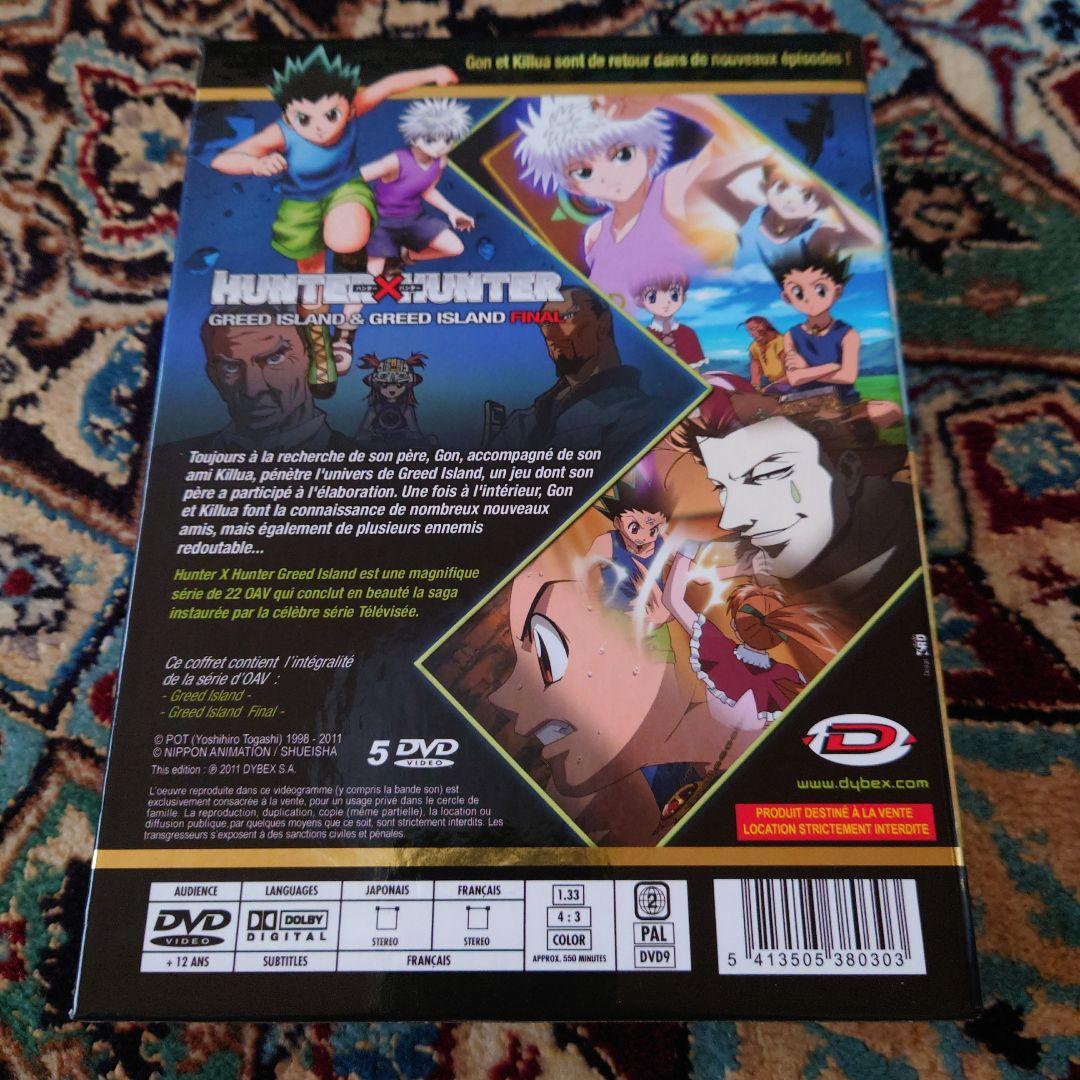 Gon et Killua sont de retour dans de nouveaux épisodes !
HUNTER×HUNTER
ハンター ハンター
GREED ISLAND & GREED ISLAND FINAL
Toujours à la recherche de son père, Gon, accompagné de son
ami Killua, pénètre l'univers de Greed Island, un jeu dont son
père a participé à l'élaboration. Une fois à l'intérieur, Gon
et Killua font la connaissance de nombreux nouveaux
amis, mais également de plusieurs ennemis
redoutable...
Hunter X Hunter Greed Island est une magnifique
série de 22 OAV qui conclut en beauté la saga
instaurée par la célèbre série Télévisée.
Ce coffret contient l'intégralité
de la série d'OAV :
- Greed Island -
- Greed Island Final -
© POT (Yoshihiro Togashi) 1998 - 2011
© NIPPON ANIMATION / SHUEISHA
This edition : ℗ 2011 DYBEX S.A.
5 DVD
VIDEO
L'oeuvre reproduite dans ce vidéogramme (y compris la bande son) est
exclusivement consacrée à la vente, pour un usage privé dans le cercle de
famille. La reproduction, duplication, copie (même partielle), la location ou
diffusion publique par quelques moyens que ce soit, sont strictement interdits. Les
transgresseurs s'exposent à des sanctions civiles et pénales.
D
www.dybex.com
PRODUIT DESTINÉ À LA VENTE
LOCATION STRICTEMENT INTERDITE
AUDIENCE
DVD
VIDEO
+ 12 ANS
LANGUAGES
DOLBY
DIGITAL
SUBTITLES
JAPONAIS
STEREO
FRANÇAIS
STEREO
FRANÇAIS
1.33
4 : 3
COLOR
APPROX. 550 MINUTES
2
PAL
DVD9
5 413505 380303